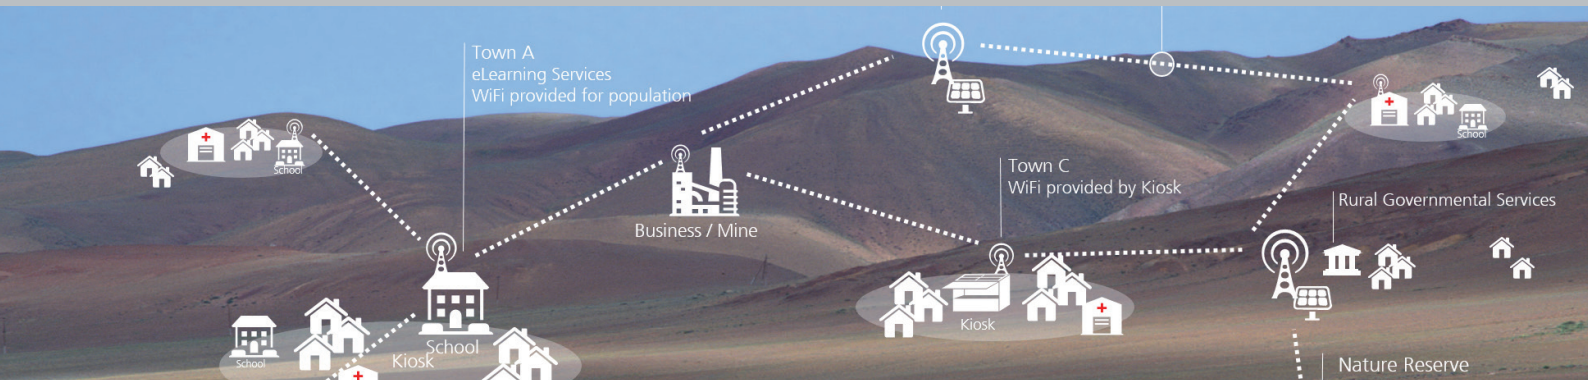 Town A
eLearning Services
WiFi provided for population
School
School
Town C
WiFi provided by Kiosk
Rural Governmental Services
Business / Mine
Kiosk
School
School
Kiosk
Nature Reserve